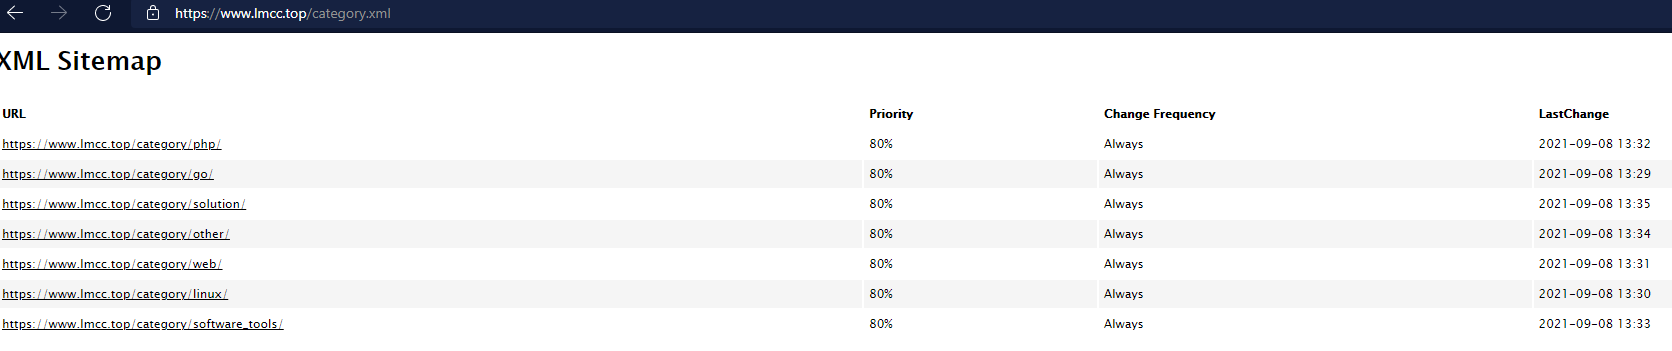 https://www.lmcc.top/category.xml
XML Sitemap
URL Priority Change Frequency LastChange
https://www.lmcc.top/category/php/ 80% Always 2021-09-08 13:32
https://www.lmcc.top/category/go/ 80% Always 2021-09-08 13:29
https://www.lmcc.top/category/solution/ 80% Always 2021-09-08 13:35
https://www.lmcc.top/category/other/ 80% Always 2021-09-08 13:34
https://www.lmcc.top/category/web/ 80% Always 2021-09-08 13:31
https://www.lmcc.top/category/linux/ 80% Always 2021-09-08 13:30
https://www.lmcc.top/category/software_tools/ 80% Always 2021-09-08 13:33